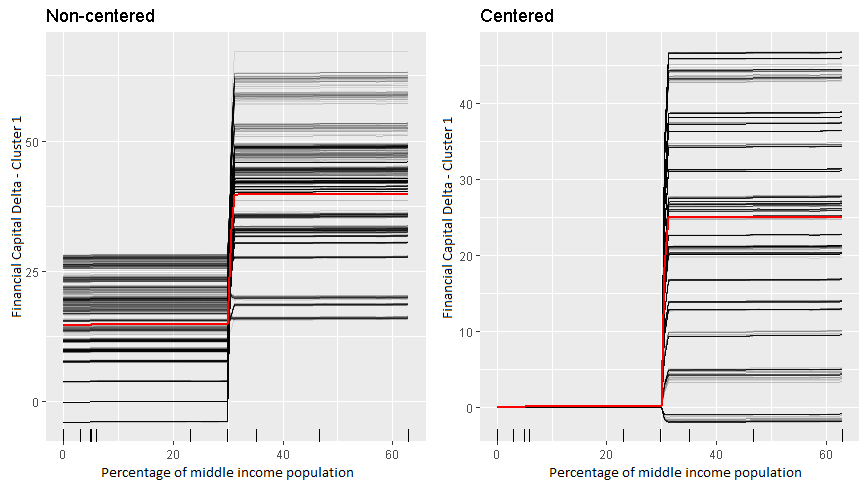 Non-centered
Financial Capital Delta - Cluster 1
50
25
0
0
20
40
60
Percentage of middle income population
Centered
Financial Capital Delta - Cluster 1
40
30
20
10
0
0
20
40
60
Percentage of middle income population